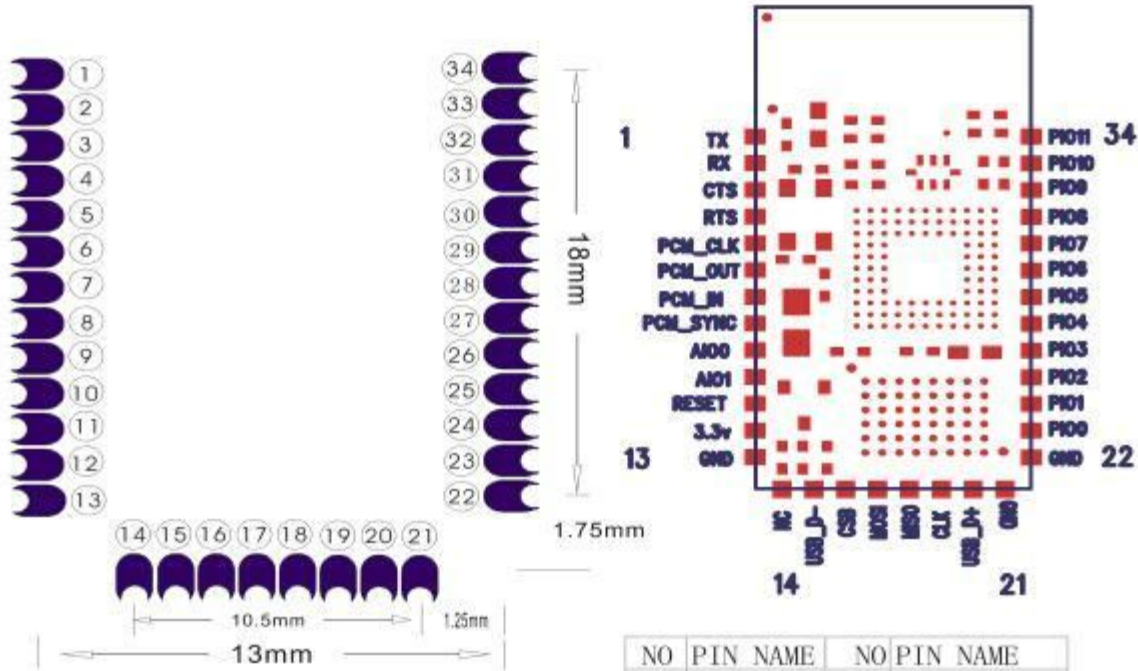 1
2
3
4
5
6
7
8
9
10
11
12
13
34
33
32
31
30
29
28
27
26
25
24
23
22
14 15 16 17 18 19 20 21
18mm
1.75mm
10.5mm
1.25mm
13mm
1
34
13
22
TX
RX
CTS
RTS
PCM_CLK
PCM_OUT
PCM_IN
PCM_SYNC
AIO0
AIO1
RESET
3.3v
GND
PIO11
PIO10
PIO9
PIO8
PIO7
PIO6
PIO5
PIO4
PIO3
PIO2
PIO1
PIO0
GND
NC
USB_D-
CSB
MOSI
MISO
CLK
USB_D+
GND
14
21
NO PIN NAME NO PIN NAME